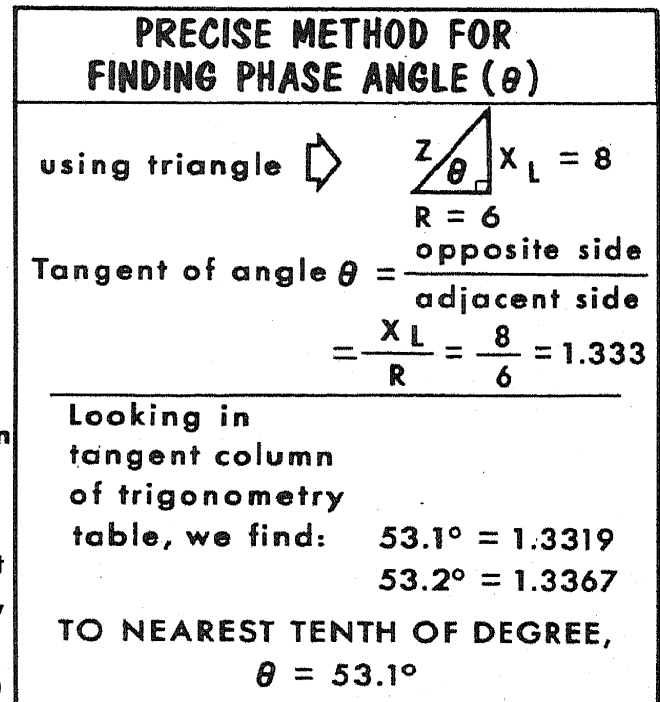 PRECISE METHOD FOR
FINDING PHASE ANGLE (θ)
using triangle ⇨ Z θ X L = 8
R = 6
Tangent of angle θ = opposite side
adjacent side
= X L / R = 8 / 6 = 1.333
Looking in
tangent column
of trigonometry
table, we find: 53.1° = 1.3319
53.2° = 1.3367
TO NEAREST TENTH OF DEGREE,
θ = 53.1°